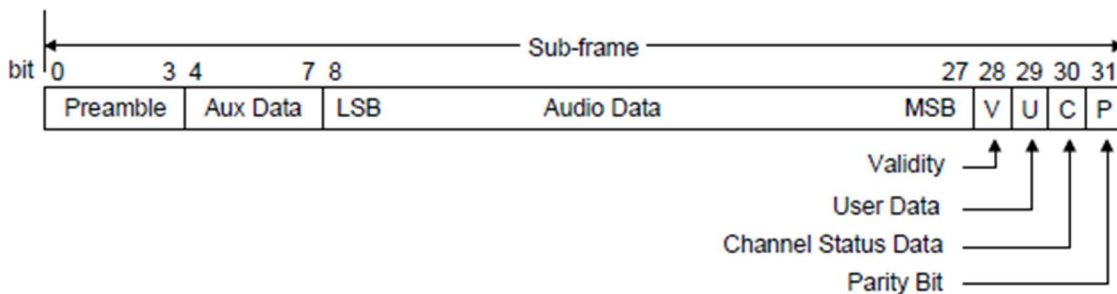 Sub-frame
bit 0 3 4 7 8 27 28 29 30 31
Preamble Aux Data LSB Audio Data MSB V U C P
Validity
User Data
Channel Status Data
Parity Bit